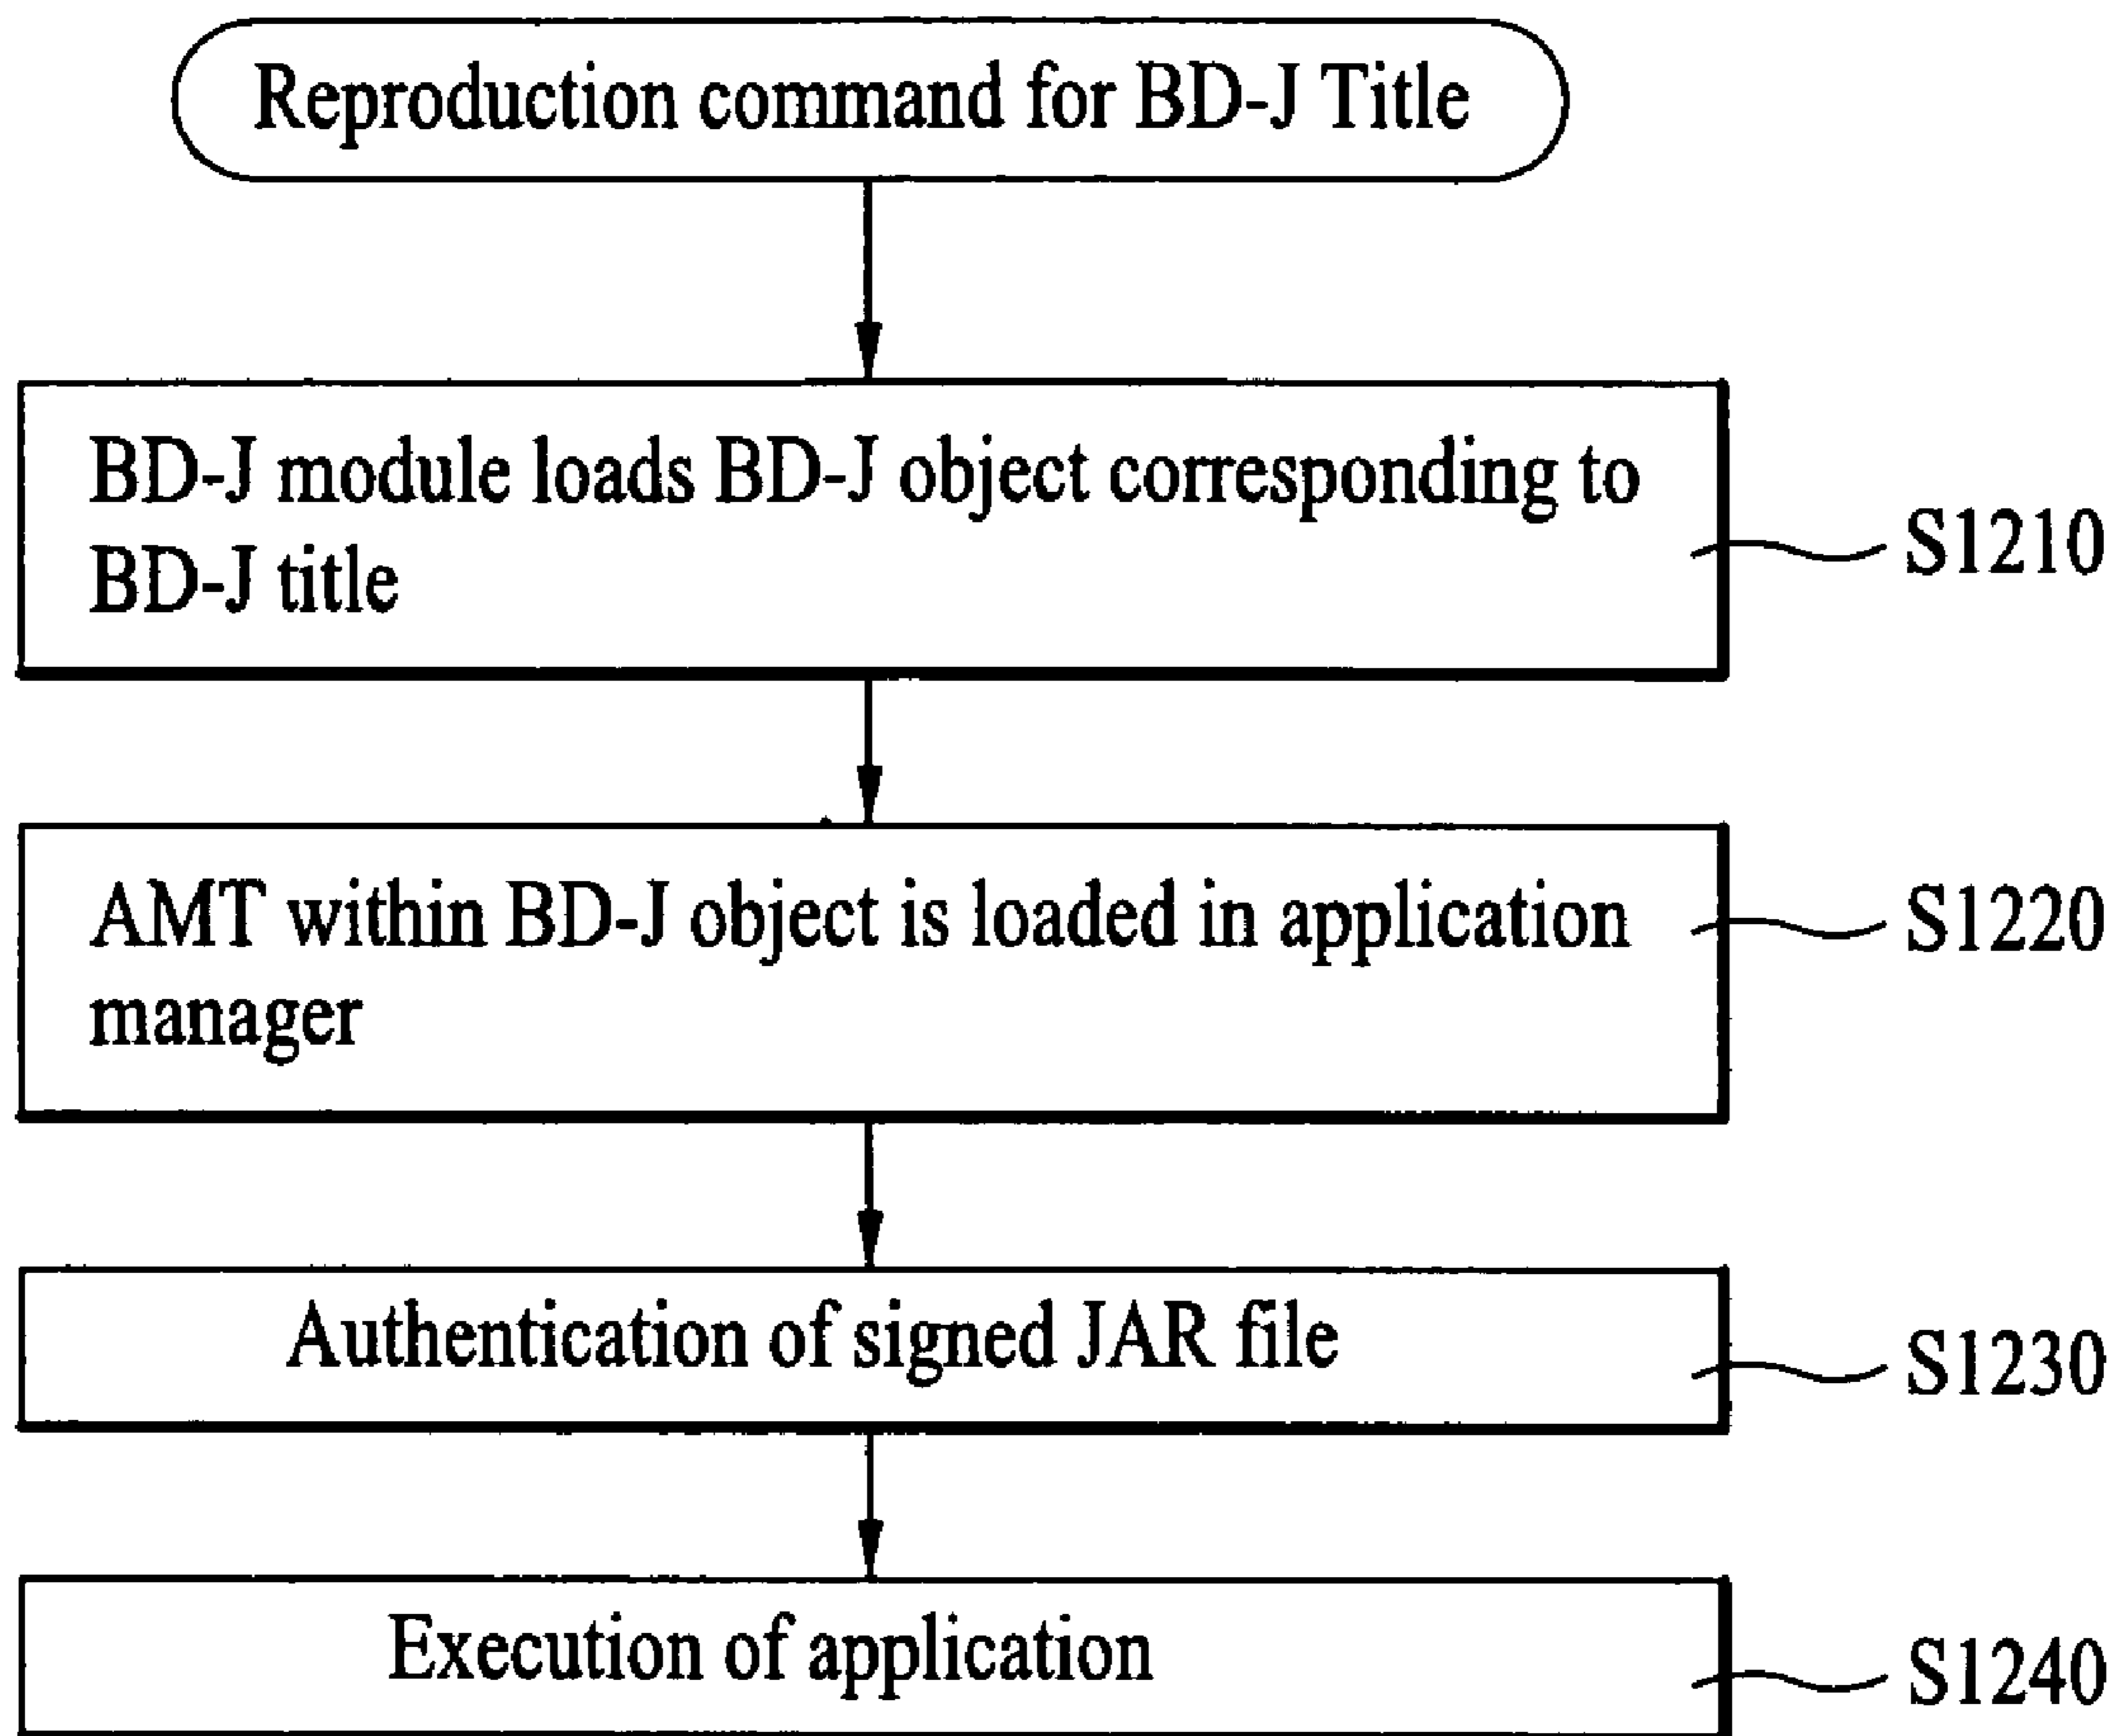 Reproduction command for BD-J Title
BD-J module loads BD-J object corresponding to
BD-J title
S1210
AMT within BD-J object is loaded in application
manager
S1220
Authentication of signed JAR file
S1230
Execution of application
S1240